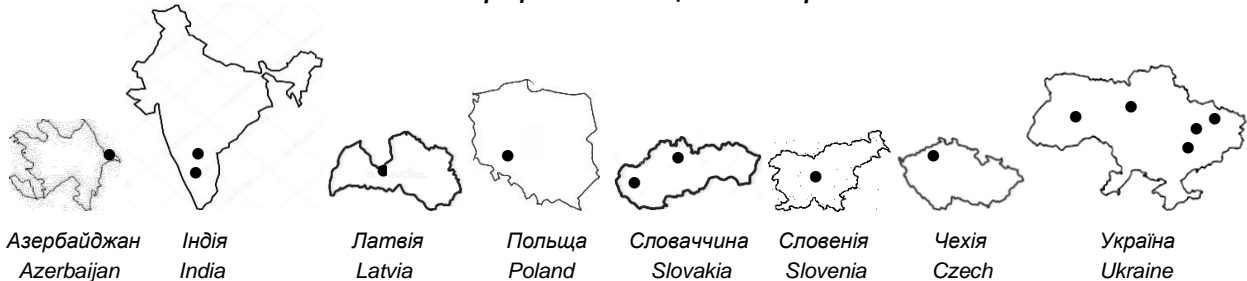 Азербайджан Індія Латвія Польща Словаччина Словенія Чехія Україна
Azerbaijan India Latvia Poland Slovakia Slovenia Czech Ukraine